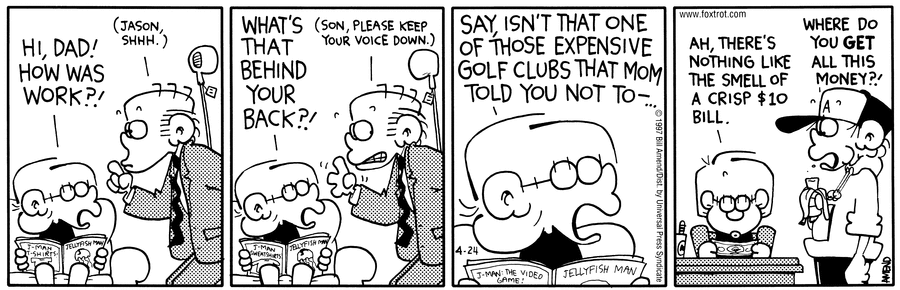 HI, DAD!
HOW WAS
WORK?!
(JASON,
SHHH.)
J-MAN
T-SHIRTS
JELLYFISH MAN
WHAT'S
THAT
BEHIND
YOUR
BACK?!
(SON, PLEASE KEEP
YOUR VOICE DOWN.)
J-MAN
SWEATSHIRTS
JELLYFISH MAN
SAY, ISN'T THAT ONE
OF THOSE EXPENSIVE
GOLF CLUBS THAT MOM
TOLD YOU NOT TO—...
4-24
J-MAN: THE VIDEO
GAME!
JELLYFISH MAN
© 1997 Bill Amend/Dist. by Universal Press Syndicate
www.foxtrot.com
AH, THERE'S
NOTHING LIKE
THE SMELL OF
A CRISP $10
BILL.
WHERE DO
YOU GET
ALL THIS
MONEY?!
A
AMEND